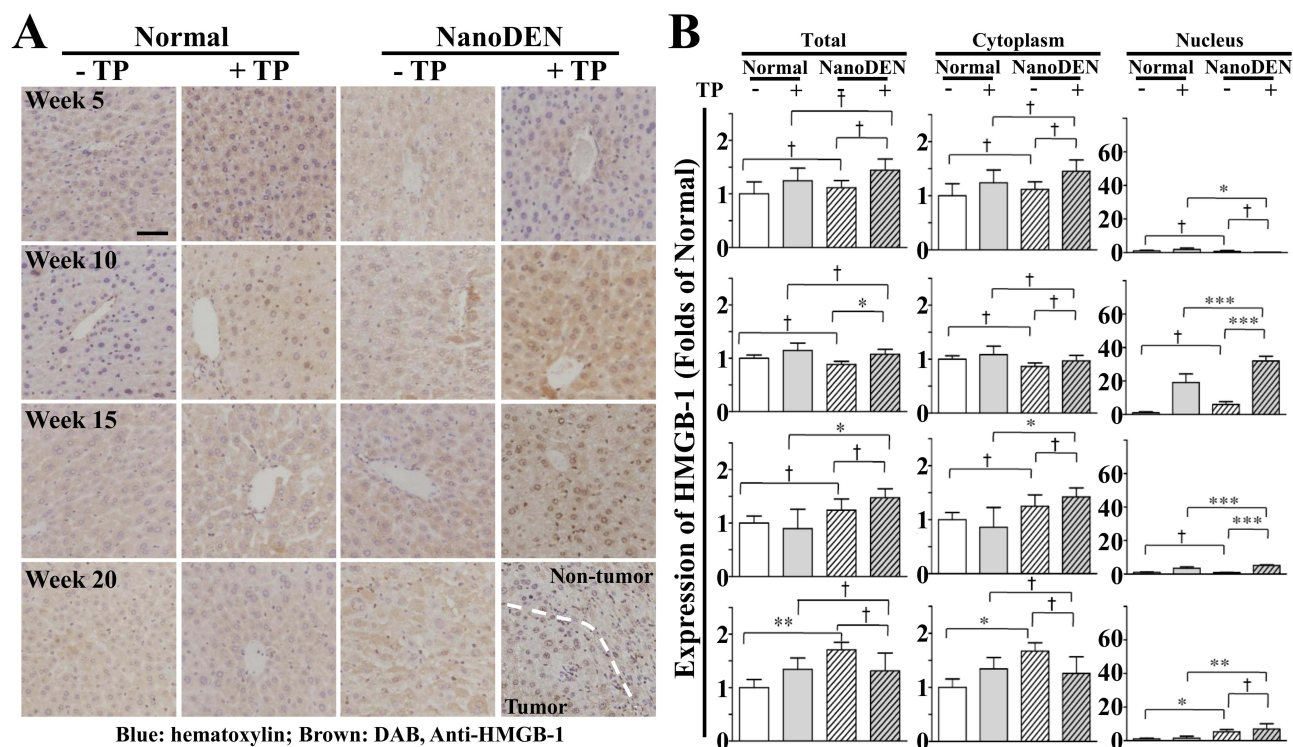 A
Normal
NanoDEN
- TP
+ TP
- TP
+ TP
Week 5
Week 10
Week 15
Week 20
Non-tumor
Tumor
Blue: hematoxylin; Brown: DAB, Anti-HMGB-1
B
Total
Cytoplasm
Nucleus
Normal NanoDEN Normal NanoDEN Normal NanoDEN
TP - + - + - + - + - + - +
Expression of HMGB-1 (Folds of Normal)
† † †
2
1
0
† † †
2
1
0
* † †
60
40
20
0
† * †
2
1
0
† † †
2
1
0
*** *** †
60
40
20
0
* † †
2
1
0
* † †
2
1
0
*** *** †
60
40
20
0
† † **
2
1
0
† † *
2
1
0
** † *
60
40
20
0